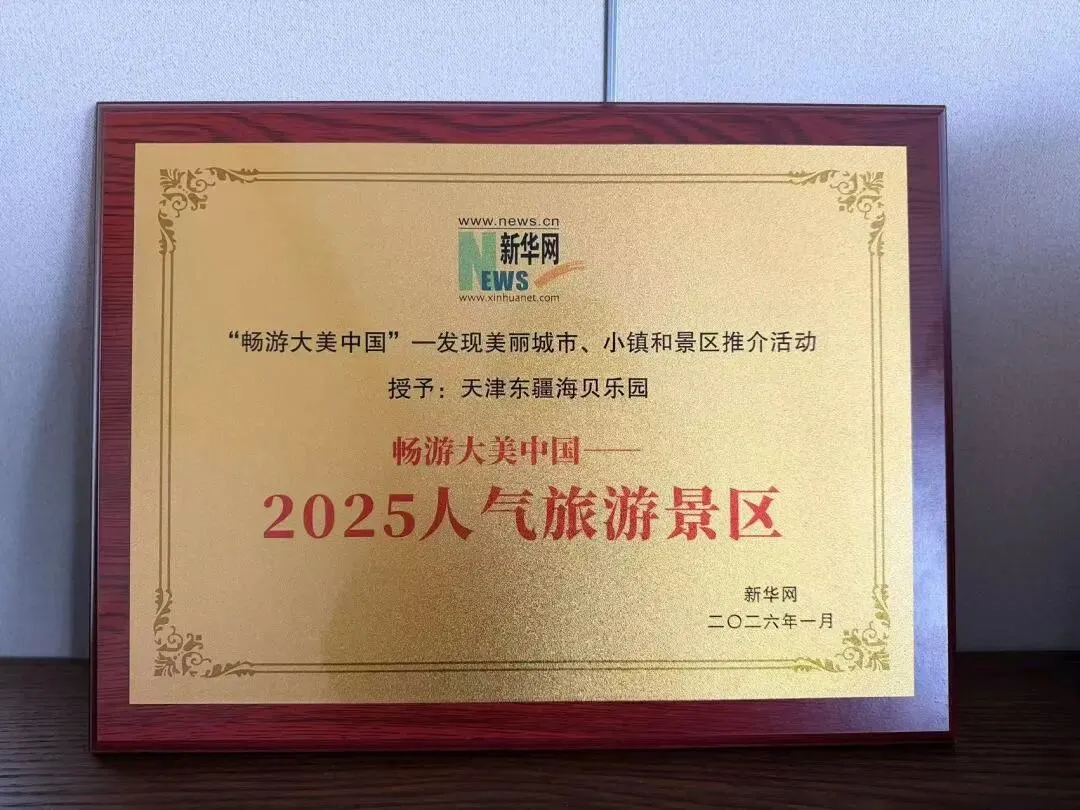 www.news.cn
新华网
NEWS
www.xinhuanet.com
“畅游大美中国”—发现美丽城市、小镇和景区推介活动
授予：天津东疆海贝乐园
畅游大美中国——
2025人气旅游景区
新华网
二〇二六年一月